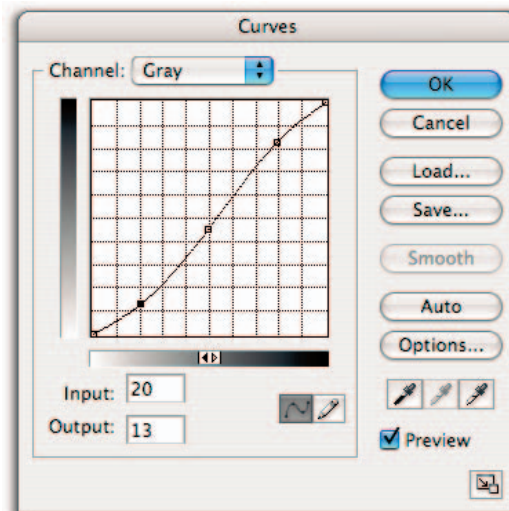 Curves
Channel: Gray
OK
Cancel
Load...
Save...
Smooth
Auto
Options...
Input: 20
Output: 13
Preview